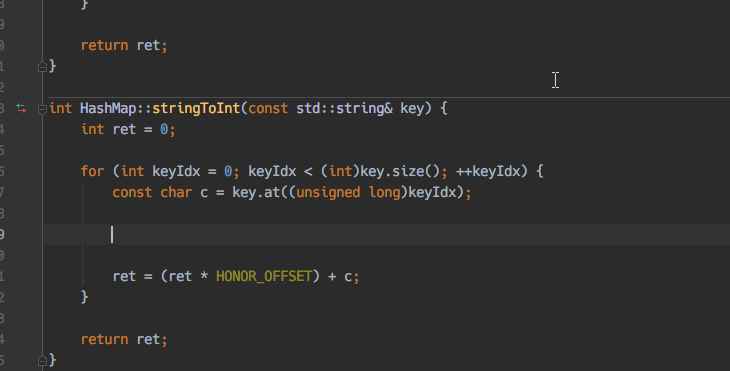 }
return ret;
}
int HashMap::stringToInt(const std::string& key) {
int ret = 0;
for (int keyIdx = 0; keyIdx < (int)key.size(); ++keyIdx) {
const char c = key.at((unsigned long)keyIdx);
ret = (ret * HONOR_OFFSET) + c;
}
return ret;
}